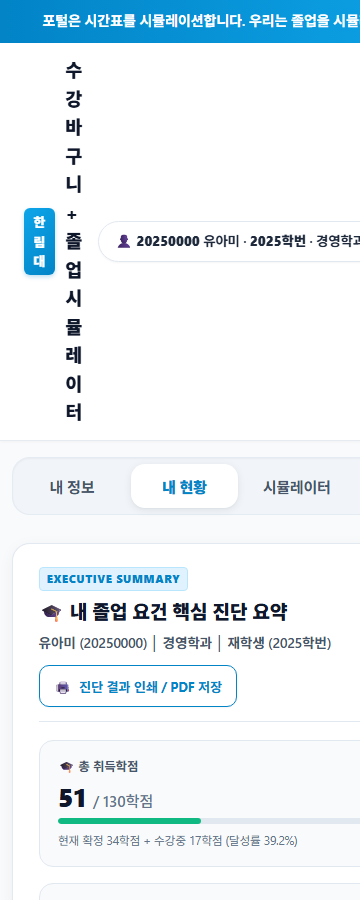 포털은 시간표를 시뮬레이션합니다. 우리는 졸업을 시뮬
한
림
대
수
강
바
구
니
+
졸
업
시
뮬
레
이
터
20250000 유아미 · 2025학번 · 경영학과
내 정보
내 현황
시뮬레이터
EXECUTIVE SUMMARY
내 졸업 요건 핵심 진단 요약
유아미 (20250000) │ 경영학과 │ 재학생 (2025학번)
진단 결과 인쇄 / PDF 저장
총 취득학점
51 / 130학점
현재 확정 34학점 + 수강중 17학점 (달성률 39.2%)